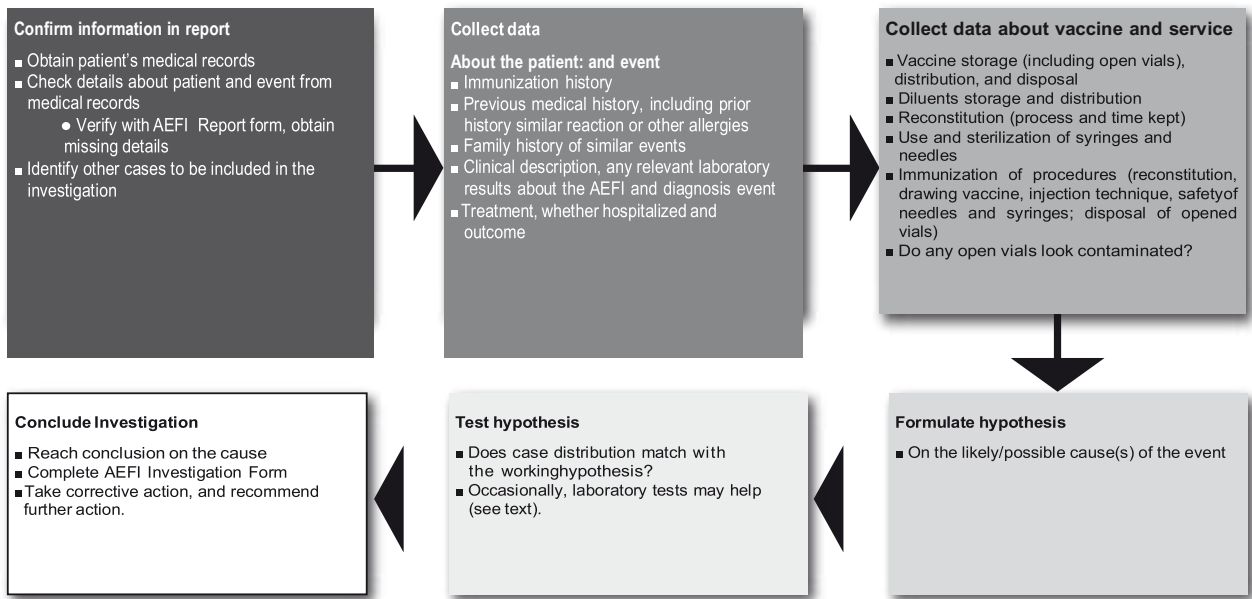 Confirm information in report
■ Obtain patient's medical records
■ Check details about patient and event from
medical records
● Verify with AEFI Report form, obtain
missing details
■ Identify other cases to be included in the
investigation
Collect data
About the patient: and event
■ Immunization history
■ Previous medical history, including prior
history similar reaction or other allergies
■ Family history of similar events
■ Clinical description, any relevant laboratory
results about the AEFI and diagnosis event
■ Treatment, whether hospitalized and
outcome
Collect data about vaccine and service
■ Vaccine storage (including open vials),
distribution, and disposal
■ Diluents storage and distribution
■ Reconstitution (process and time kept)
■ Use and sterilization of syringes and
needles
■ Immunization of procedures (reconstitution,
drawing vaccine, injection technique, safetyof
needles and syringes; disposal of opened
vials)
■ Do any open vials look contaminated?
Formulate hypothesis
■ On the likely/possible cause(s) of the event
Test hypothesis
■ Does case distribution match with
the workinghypothesis?
■ Occasionally, laboratory tests may help
(see text).
Conclude Investigation
■ Reach conclusion on the cause
■ Complete AEFI Investigation Form
■ Take corrective action, and recommend
further action.